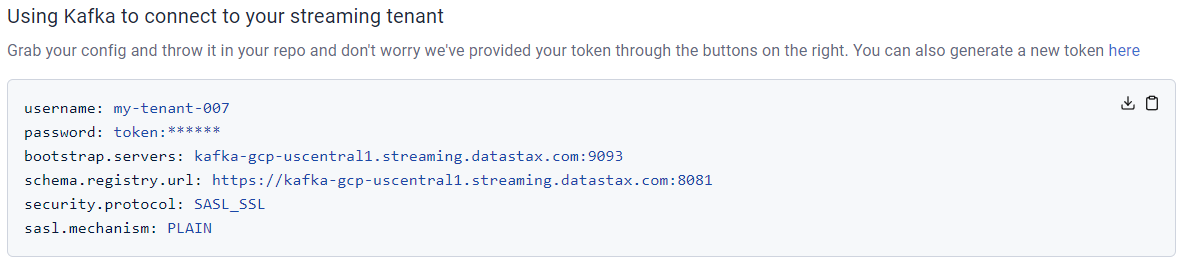 Using Kafka to connect to your streaming tenant
Grab your config and throw it in your repo and don't worry we've provided your token through the buttons on the right. You can also generate a new token here
username: my-tenant-007
password: token:******
bootstrap.servers: kafka-gcp-uscentral1.streaming.datastax.com:9093
schema.registry.url: https://kafka-gcp-uscentral1.streaming.datastax.com:8081
security.protocol: SASL_SSL
sasl.mechanism: PLAIN